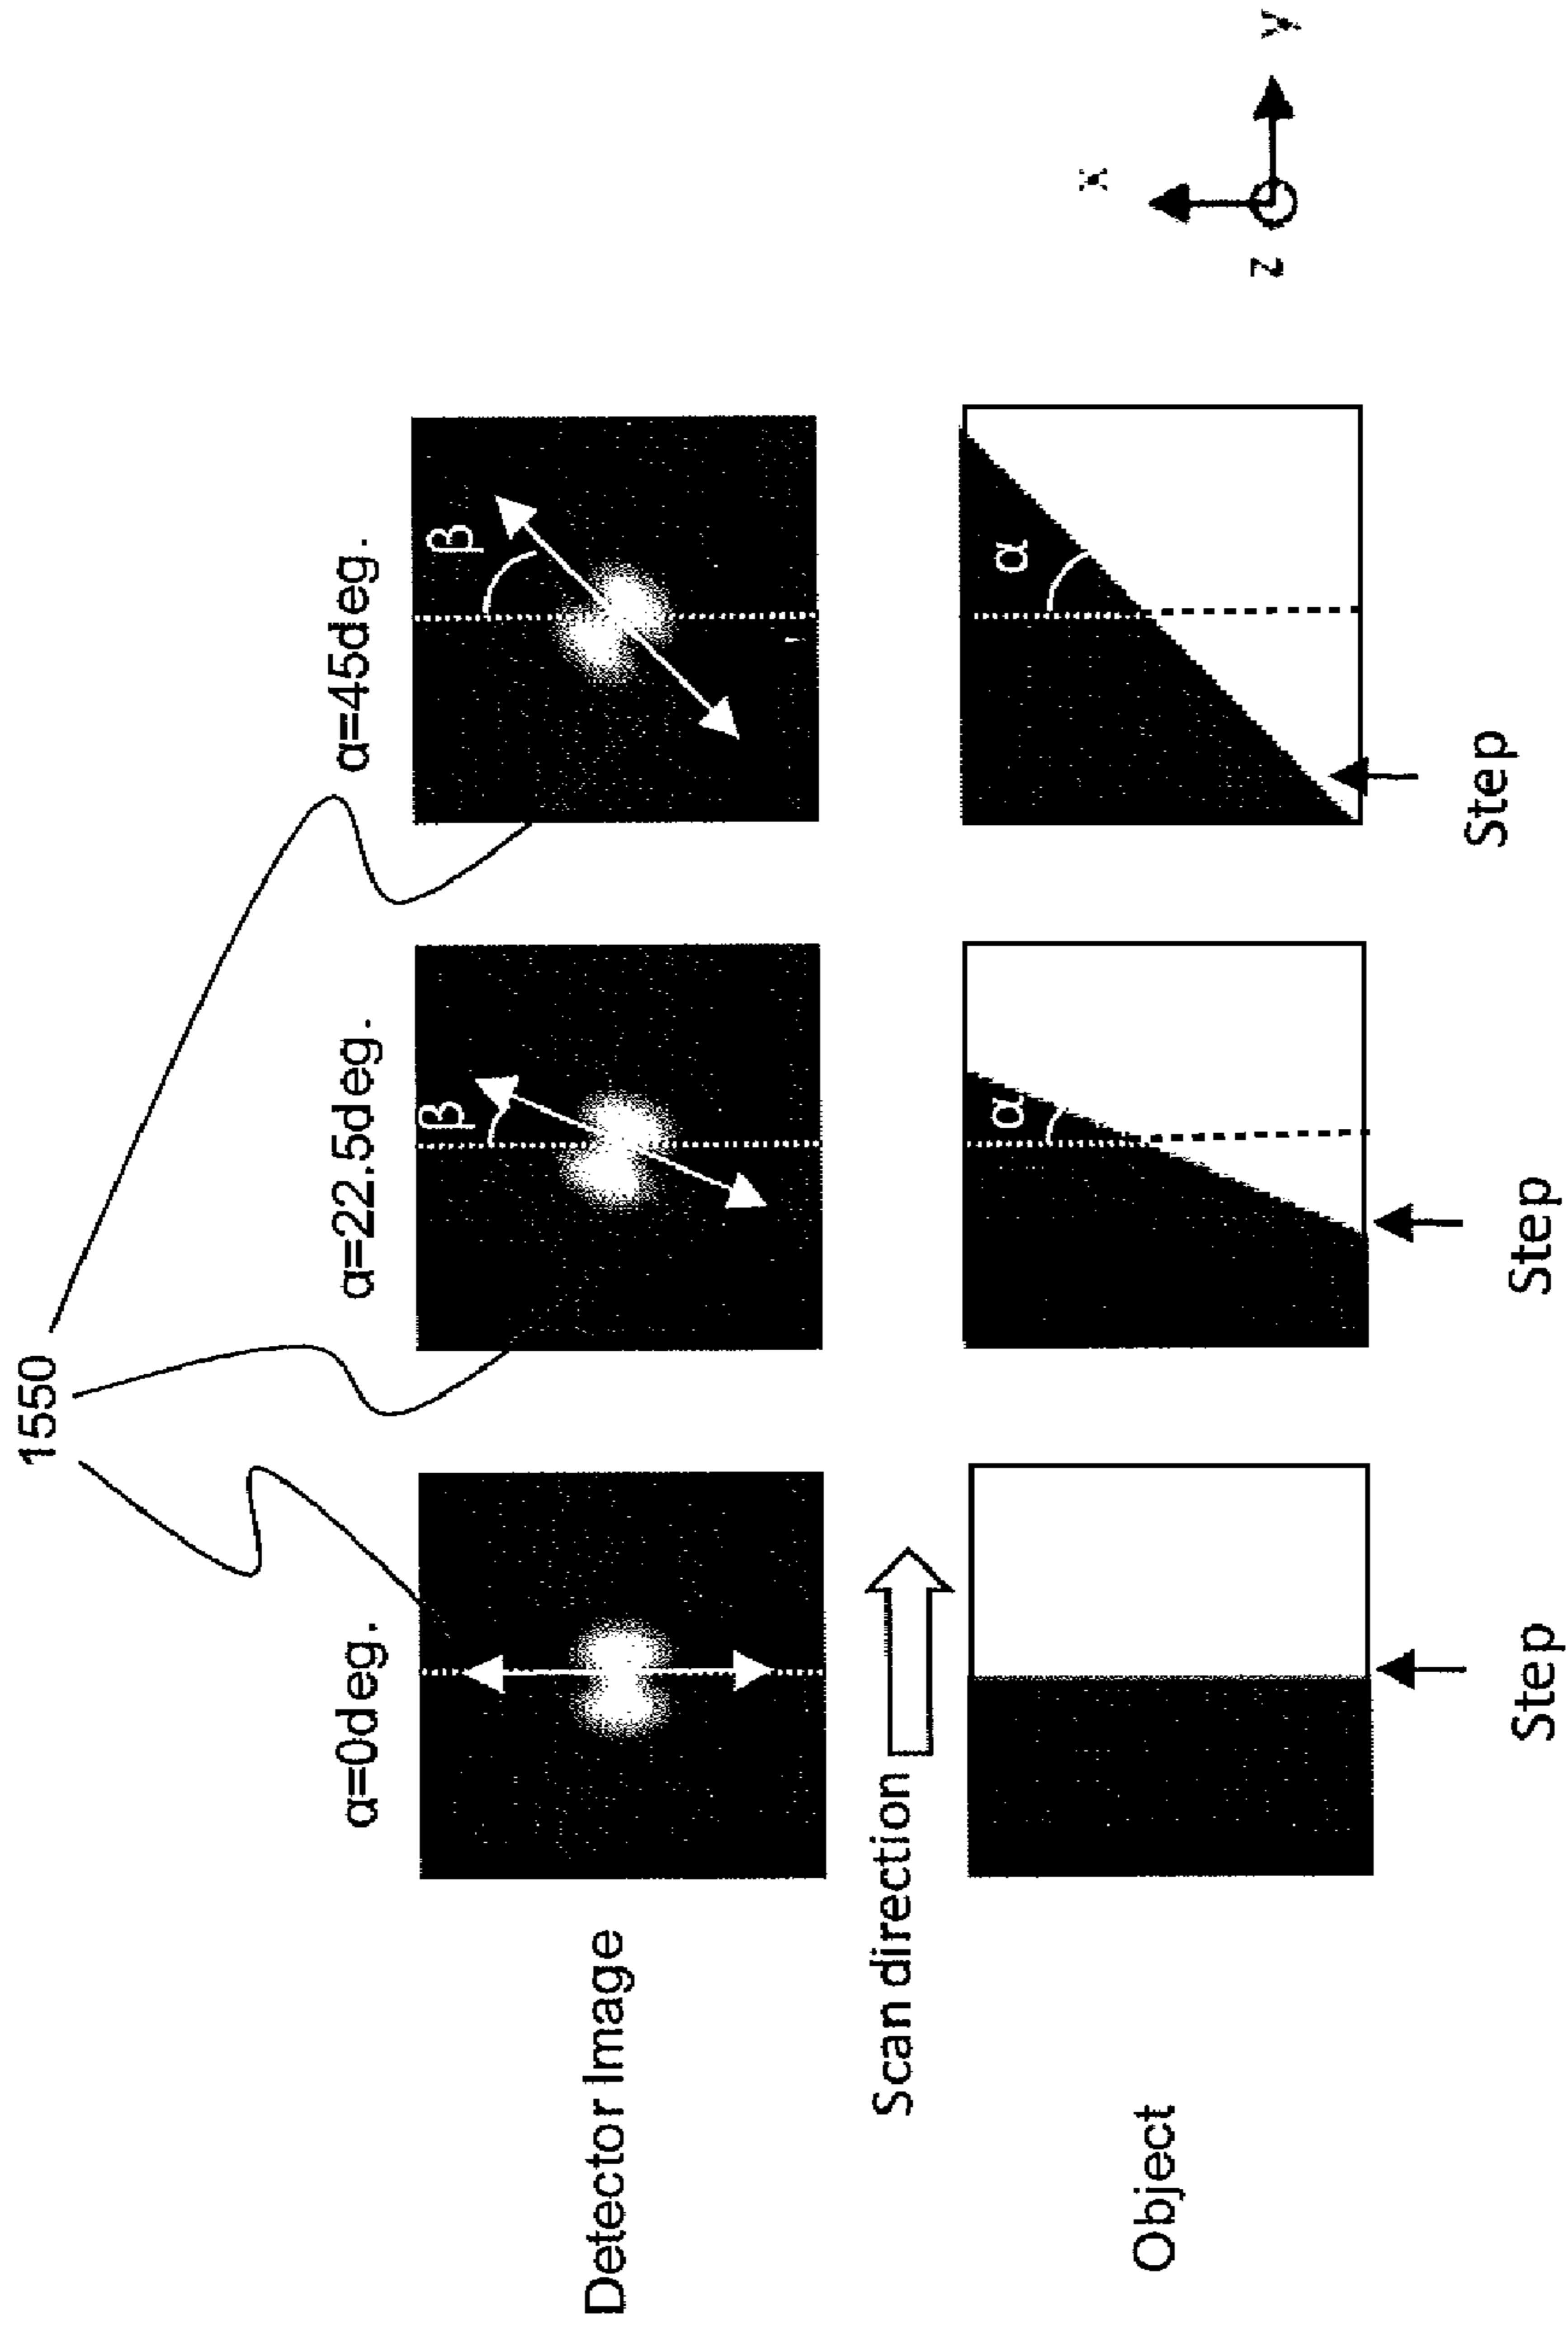 1550
α=0deg.
α=22.5deg.
α=45deg.
Detector Image
β
β
Scan direction
Object
α
α
Step
Step
Step
x
y
z